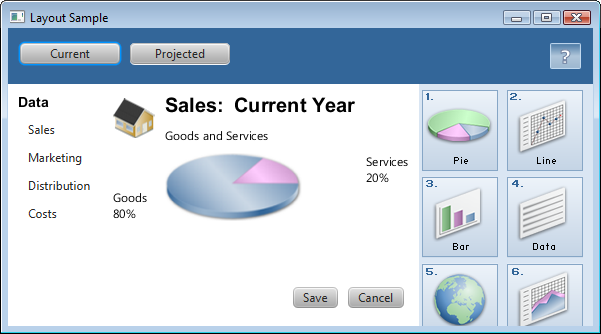 Layout Sample
Current
Projected
?
Data
Sales
Marketing
Distribution
Costs
Sales: Current Year
Goods and Services
Goods
80%
Services
20%
Save
Cancel
1.
Pie
2.
Line
3.
Bar
4.
Data
5.
6.